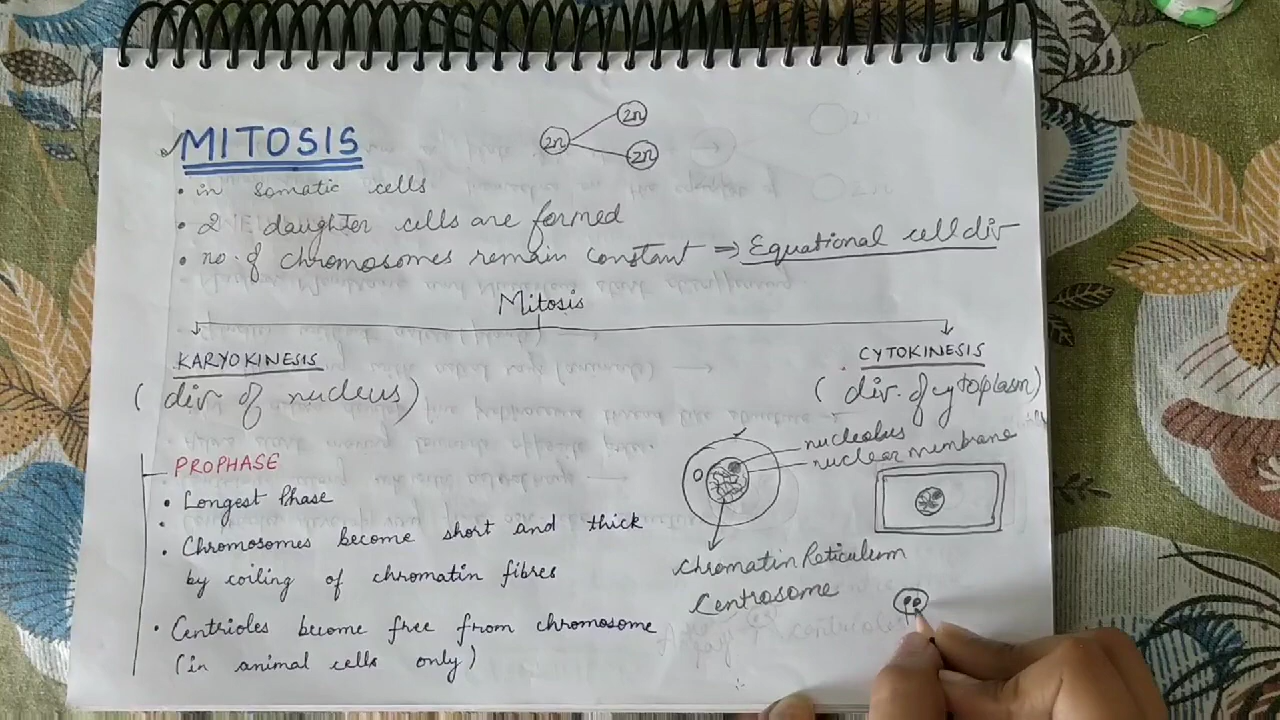 MITOSIS
2n
2n
2n
• in somatic cells
• 2 daughter cells are formed
• no. of chromosomes remain constant ⇒ Equational cell div
Mitosis
KARYOKINESIS
(div of nucleus)
CYTOKINESIS
(div. of cytoplasm)
PROPHASE
• Longest Phase
• Chromosomes become short and thick
by coiling of chromatin fibres
• Centrioles become free from chromosome
(in animal cells only)
nucleolus
nuclear membrane
Chromatin Reticulum
Centrosome